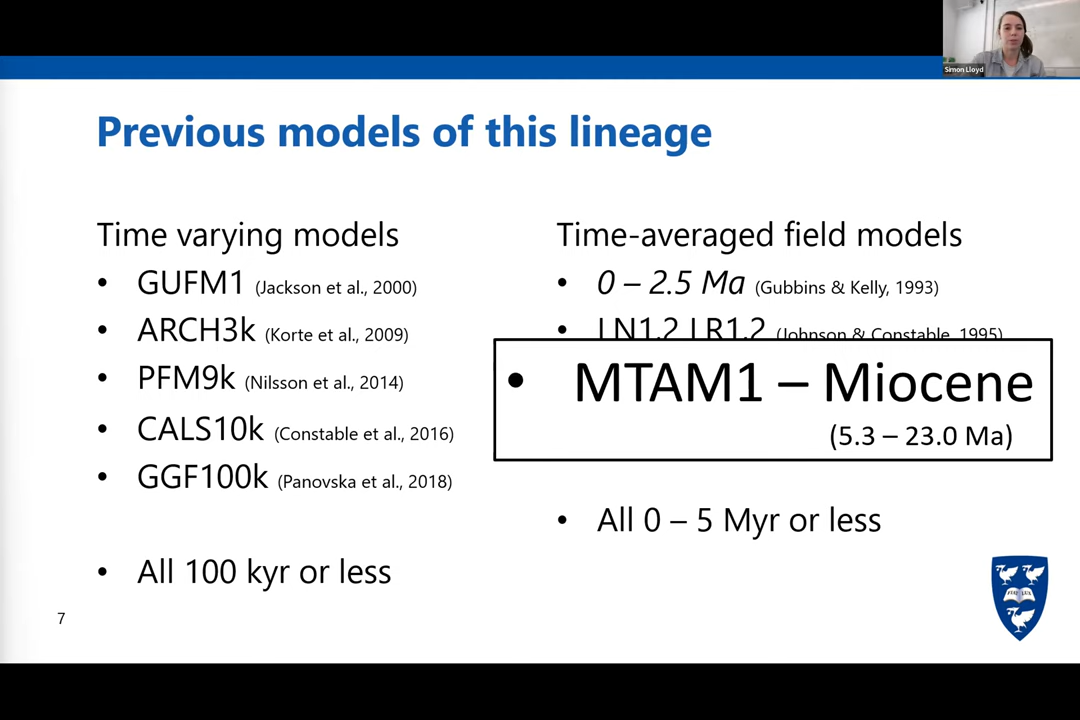 Simon Lloyd
Previous models of this lineage
Time varying models
• GUFM1 (Jackson et al., 2000)
• ARCH3k (Korte et al., 2009)
• PFM9k (Nilsson et al., 2014)
• CALS10k (Constable et al., 2016)
• GGF100k (Panovska et al., 2018)
• All 100 kyr or less
Time-averaged field models
• 0 – 2.5 Ma (Gubbins & Kelly, 1993)
• LN1,2 LR1,2 (Johnson & Constable, 1995)
• MTAM1 – Miocene
(5.3 – 23.0 Ma)
• All 0 – 5 Myr or less
7
FIAT LUX